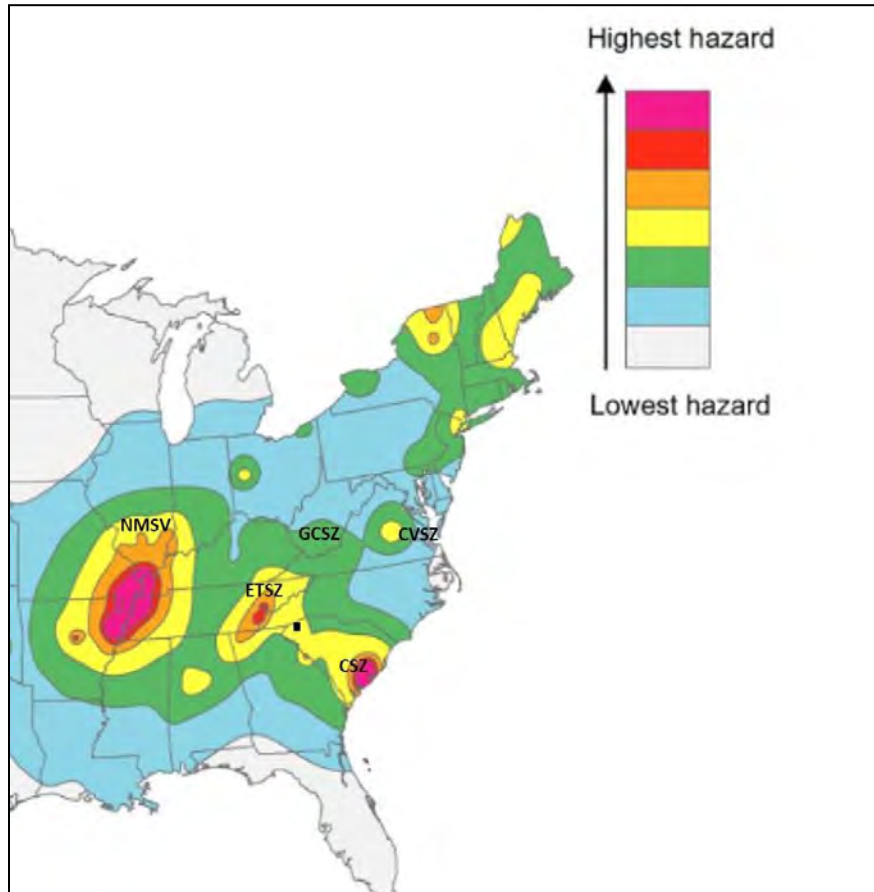 Highest hazard
Lowest hazard
NMSV
GCSZ
CVSZ
ETSZ
CSZ